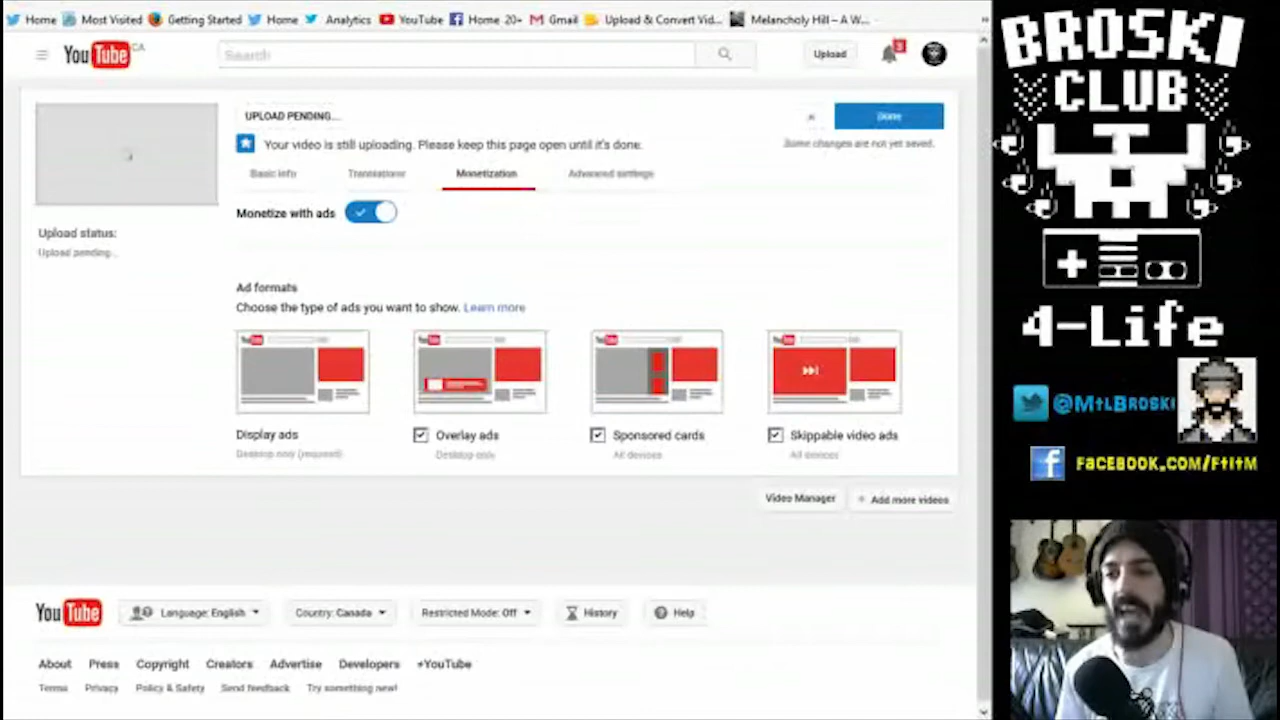 Home Most Visited Getting Started Home Analytics YouTube Home 20+ Gmail Upload & Convert Vid... Melancholy Hill – A W... »
YouTube CA Search Upload 3
UPLOAD PENDING... × Done
Your video is still uploading. Please keep this page open until it's done.
Some changes are not yet saved.
Basic info Translations Monetization Advanced settings
Monetize with ads
Upload status:
Upload pending...
Ad formats
Choose the type of ads you want to show. Learn more
Display ads Overlay ads Sponsored cards Skippable video ads
Desktop only (required) Desktop only All devices All devices
Video Manager + Add more videos
YouTube Language: English Country: Canada Restricted Mode: Off History Help
About Press Copyright Creators Advertise Developers +YouTube
Terms Privacy Policy & Safety Send feedback Try something new!
BROSKI
CLUB
4-Life
@MtLBroski
FACEBOOK.COM/FtItM